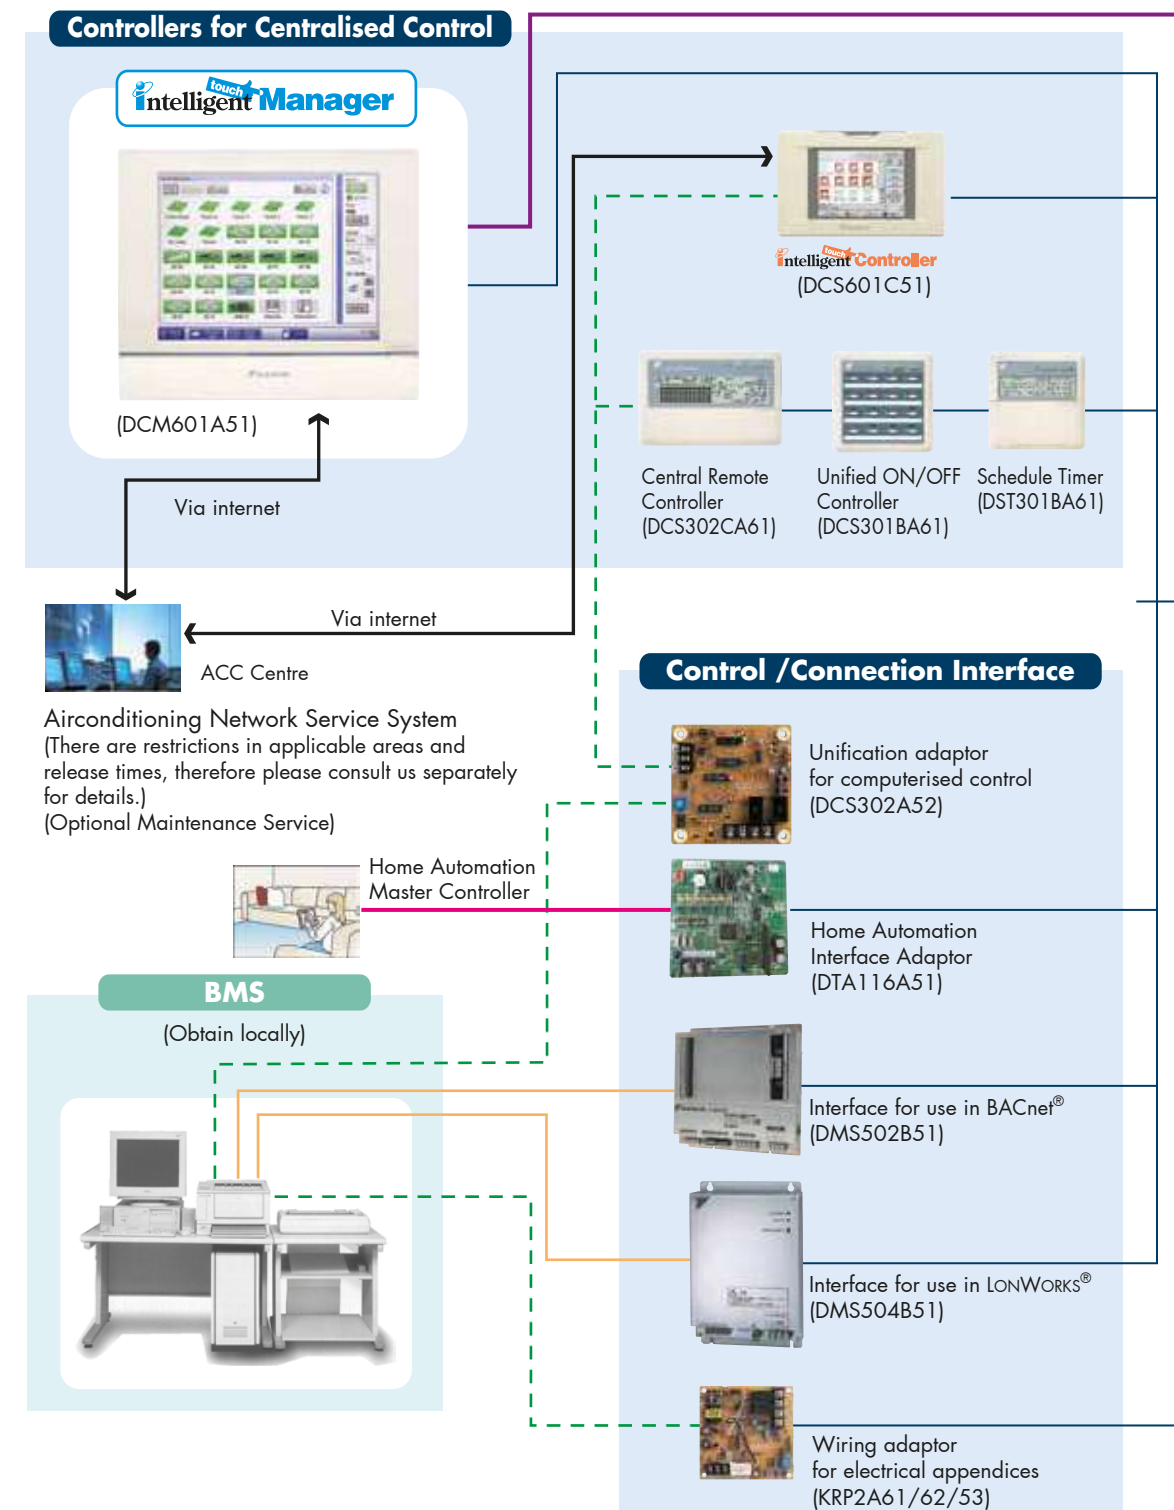 Controllers for Centralised Control
intelligent touch Manager
(DCM601A51)
intelligent touch Controller
(DCS601C51)
Central Remote
Controller
(DCS302CA61)
Unified ON/OFF
Controller
(DCS301BA61)
Schedule Timer
(DST301BA61)
Via internet
Via internet
ACC Centre
Airconditioning Network Service System
(There are restrictions in applicable areas and
release times, therefore please consult us separately
for details.)
(Optional Maintenance Service)
Control /Connection Interface
Unification adaptor
for computerised control
(DCS302A52)
Home Automation
Master Controller
Home Automation
Interface Adaptor
(DTA116A51)
BMS
(Obtain locally)
Interface for use in BACnet®
(DMS502B51)
Interface for use in LONWORKS®
(DMS504B51)
Wiring adaptor
for electrical appendices
(KRP2A61/62/53)